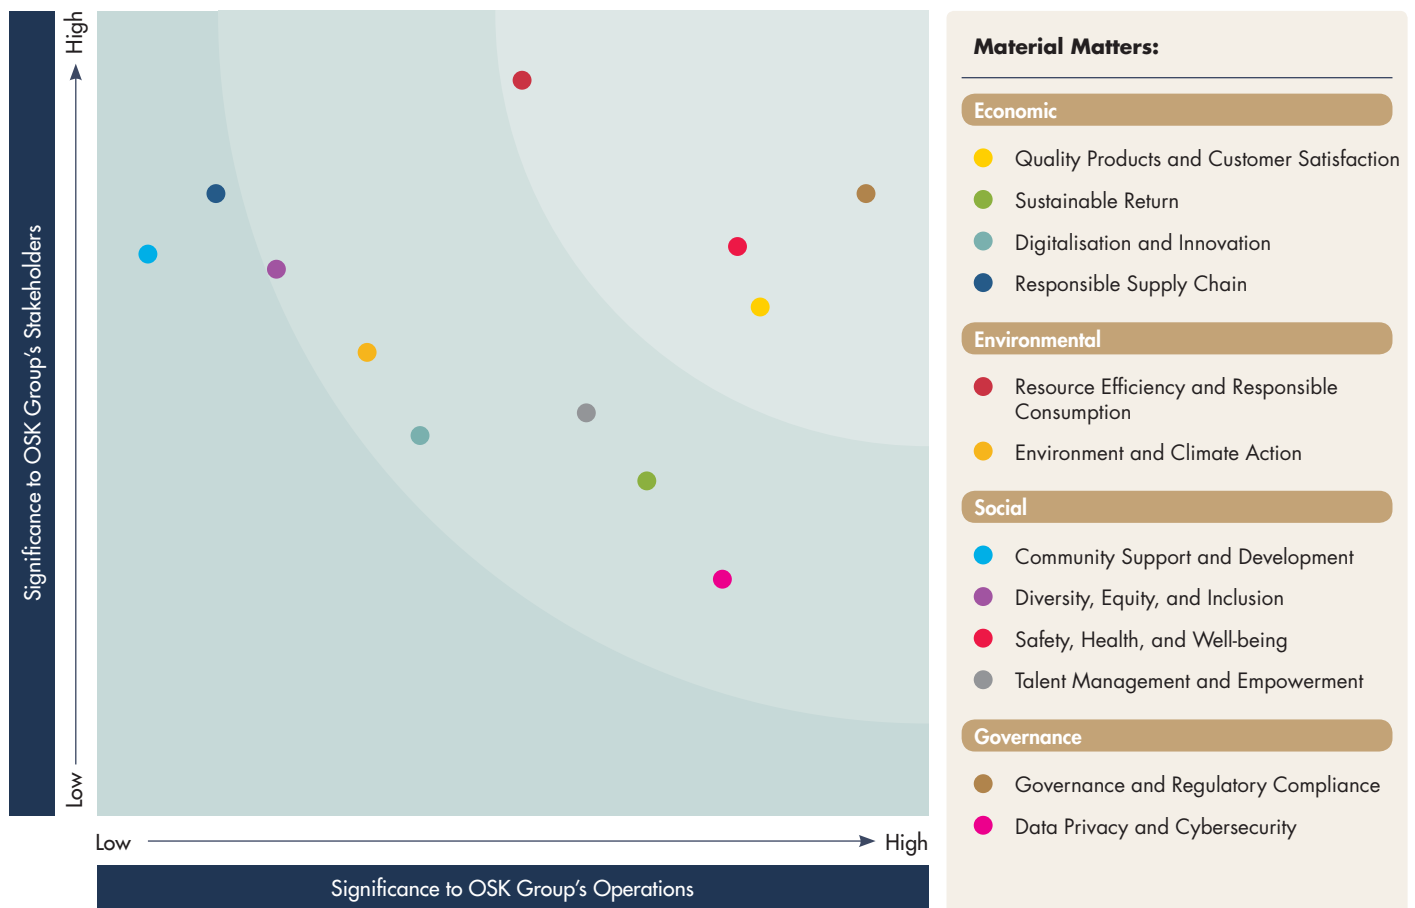 High
Significance to OSK Group's Stakeholders
Low
Low
High
Significance to OSK Group's Operations
Material Matters:
Economic
Quality Products and Customer Satisfaction
Sustainable Return
Digitalisation and Innovation
Responsible Supply Chain
Environmental
Resource Efficiency and Responsible
Consumption
Environment and Climate Action
Social
Community Support and Development
Diversity, Equity, and Inclusion
Safety, Health, and Well-being
Talent Management and Empowerment
Governance
Governance and Regulatory Compliance
Data Privacy and Cybersecurity